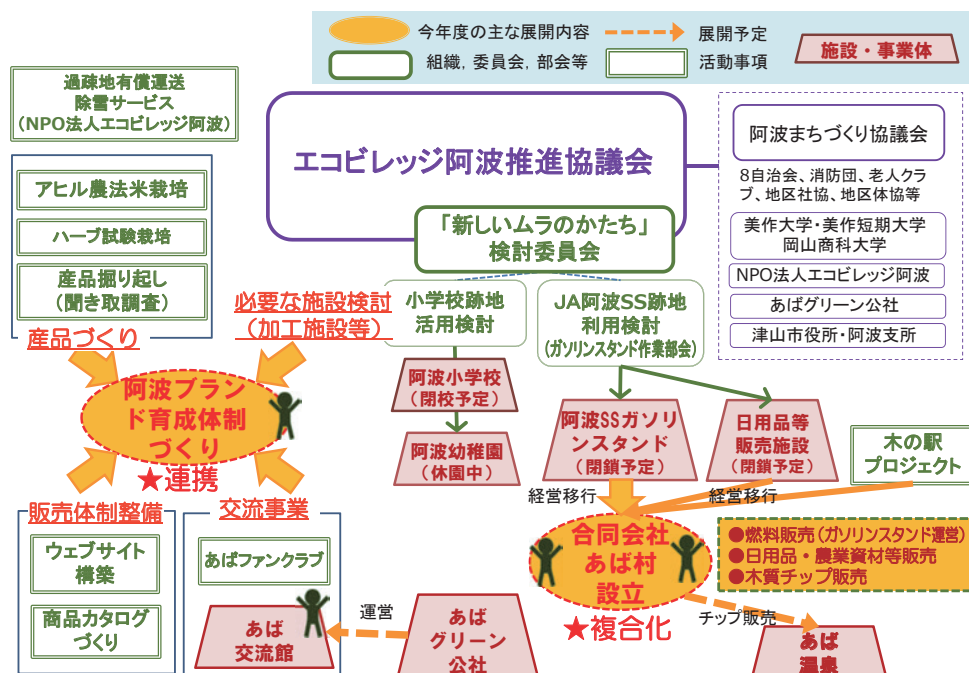 今年度の主な展開内容
展開予定
組織，委員会，部会等
活動事項
施設・事業体
過疎地有償運送
除雪サービス
（NPO法人エコビレッジ阿波）
エコビレッジ阿波推進協議会
「新しいムラのかたち」
検討委員会
阿波まちづくり協議会
8自治会、消防団、老人クラ
ブ、地区社協、地区体協等
美作大学・美作短期大学
岡山商科大学
NPO法人エコビレッジ阿波
あばグリーン公社
津山市役所・阿波支所
アヒル農法米栽培
ハーブ試験栽培
産品掘り起し
（聞き取調査）
産品づくり
必要な施設検討
（加工施設等）
小学校跡地
活用検討
JA阿波SS跡地
利用検討
（ガソリンスタンド作業部会）
阿波小学校
（閉校予定）
阿波幼稚園
（休園中）
阿波SSガソリ
ンスタンド
（閉鎖予定）
日用品等
販売施設
（閉鎖予定）
木の駅
プロジェクト
阿波ブラン
ド育成体制
づくり
★連携
販売体制整備
交流事業
ウェブサイト
構築
商品カタログ
づくり
あばファンクラブ
あば
交流館
運営
あば
グリーン
公社
経営移行
経営移行
合同会社
あば村
設立
★複合化
●燃料販売（ガソリンスタンド運営）
●日用品・農業資材等販売
●木質チップ販売
チップ販売
あば
温泉